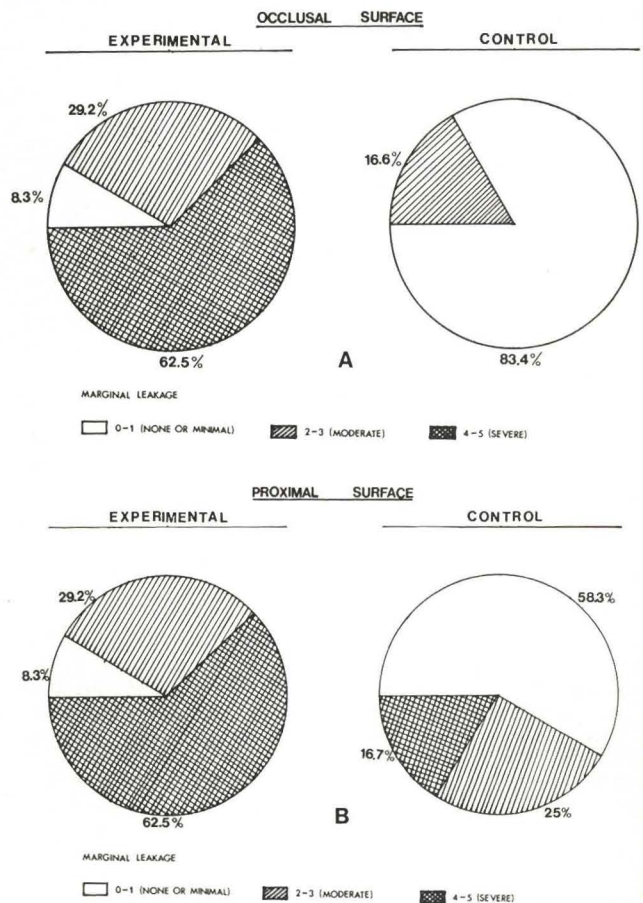 OCCLUSAL SURFACE
EXPERIMENTAL
CONTROL
29.2%
8.3%
62.5%
16.6%
83.4%
A
MARGINAL LEAKAGE
0-1 (NONE OR MINIMAL) 2-3 (MODERATE) 4-5 (SEVERE)
PROXIMAL SURFACE
EXPERIMENTAL
CONTROL
29.2%
8.3%
62.5%
58.3%
16.7%
25%
B
MARGINAL LEAKAGE
0-1 (NONE OR MINIMAL) 2-3 (MODERATE) 4-5 (SEVERE)